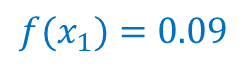 f(x₁) = 0.09